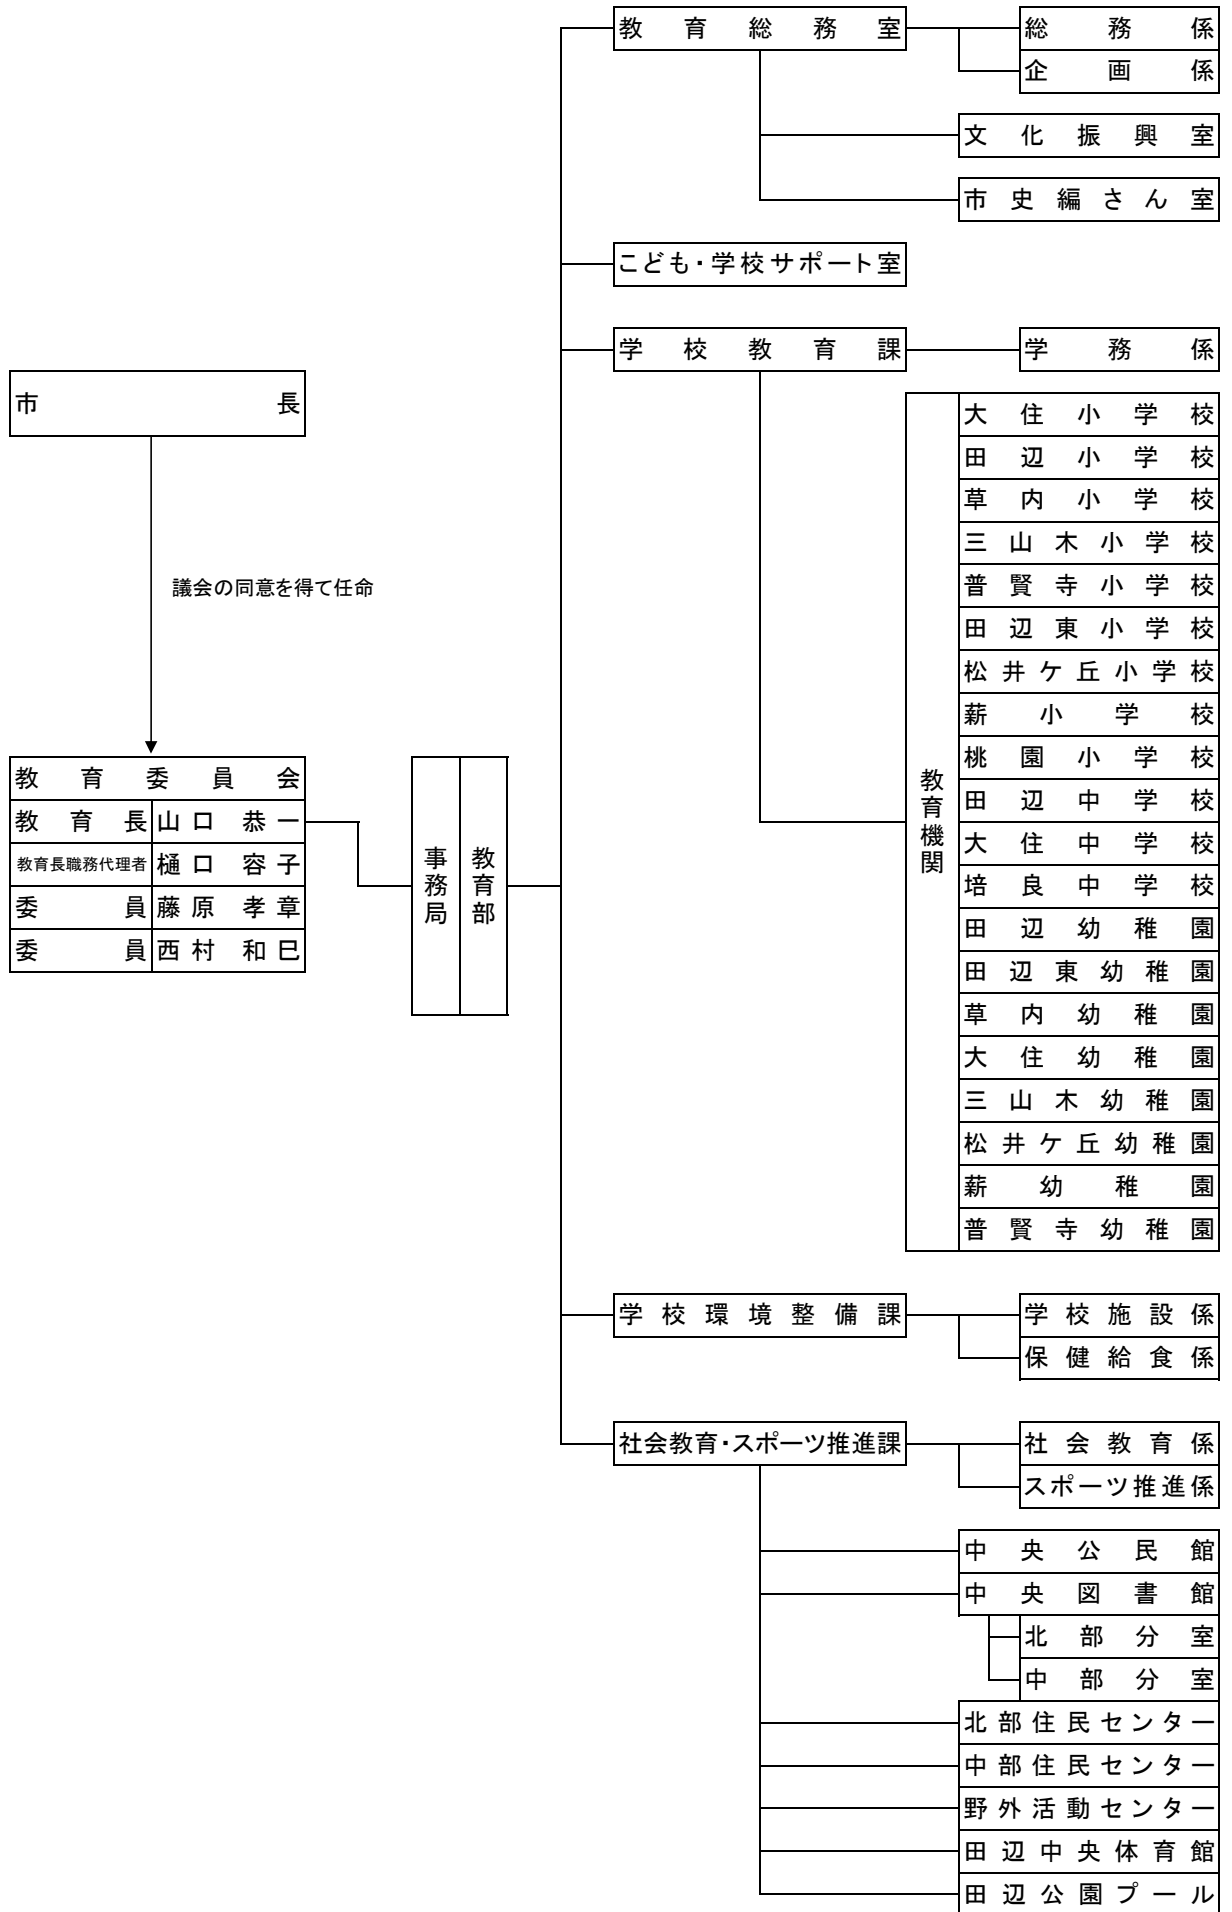 教育総務室
総務係
企画係
文化振興室
市史編さん室
こども・学校サポート室
学校教育課
学務係
市長
議会の同意を得て任命
教育委員会
教育長 山口 恭一
教育長職務代理者 樋口 容子
委員 藤原 孝章
委員 西村 和巳
事務局
教育部
教育機関
大住小学校
田辺小学校
草内小学校
三山木小学校
普賢寺小学校
田辺東小学校
松井ケ丘小学校
薪小学校
桃園小学校
田辺中学校
大住中学校
培良中学校
田辺幼稚園
田辺東幼稚園
草内幼稚園
大住幼稚園
三山木幼稚園
松井ケ丘幼稚園
薪幼稚園
普賢寺幼稚園
学校環境整備課
学校施設係
保健給食係
社会教育・スポーツ推進課
社会教育係
スポーツ推進係
中央公民館
中央図書館
北部分室
中部分室
北部住民センター
中部住民センター
野外活動センター
田辺中央体育館
田辺公園プール